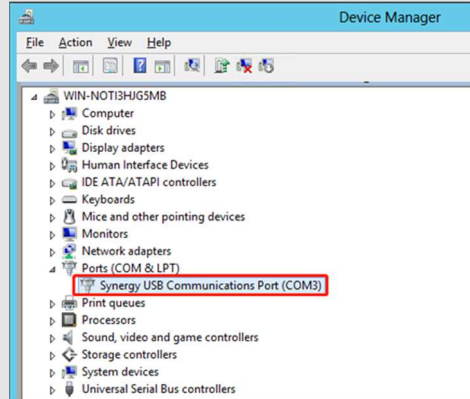 Device Manager
File Action View Help
WIN-NOTI3HJG5MB
Computer
Disk drives
Display adapters
Human Interface Devices
IDE ATA/ATAPI controllers
Keyboards
Mice and other pointing devices
Monitors
Network adapters
Ports (COM & LPT)
Synergy USB Communications Port (COM3)
Print queues
Processors
Sound, video and game controllers
Storage controllers
System devices
Universal Serial Bus controllers